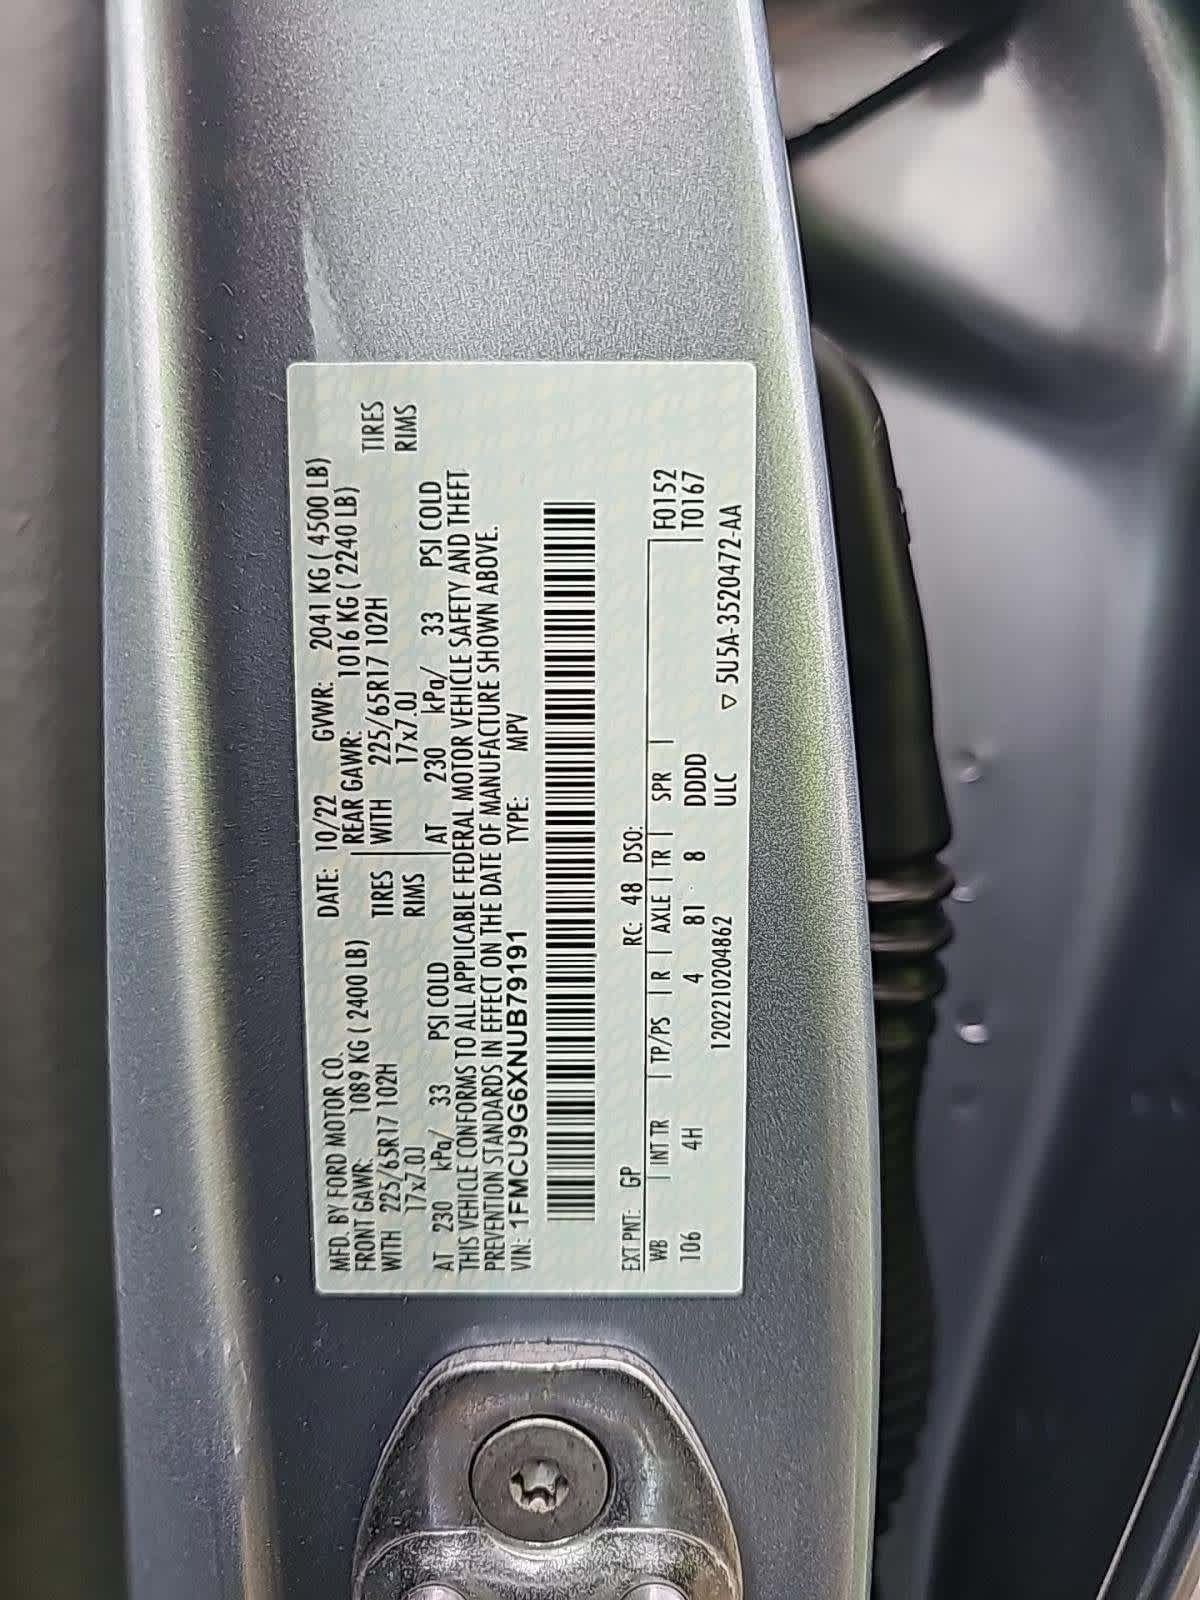 MFD. BY FORD MOTOR CO. DATE: 10/22 GVWR: 2041 KG ( 4500 LB)
FRONT GAWR: 1089 KG ( 2400 LB) REAR GAWR: 1016 KG ( 2240 LB)
WITH 225/65R17 102H TIRES WITH 225/65R17 102H TIRES
17x7.0J RIMS 17x7.0J RIMS
AT 230 kPa/ 33 PSI COLD AT 230 kPa/ 33 PSI COLD
THIS VEHICLE CONFORMS TO ALL APPLICABLE FEDERAL MOTOR VEHICLE SAFETY AND THEFT
PREVENTION STANDARDS IN EFFECT ON THE DATE OF MANUFACTURE SHOWN ABOVE.
VIN: 1FMCU9G6XNUB79191 TYPE: MPV
EXT PNT: GP RC: 48 DSO:
WB | INT TR | TP/PS | R | AXLE | TR | SPR | F0152
106 4H 4 81 8 DDDD T0167
1202210204862 ULC ▽ 5U5A-3520472-AA